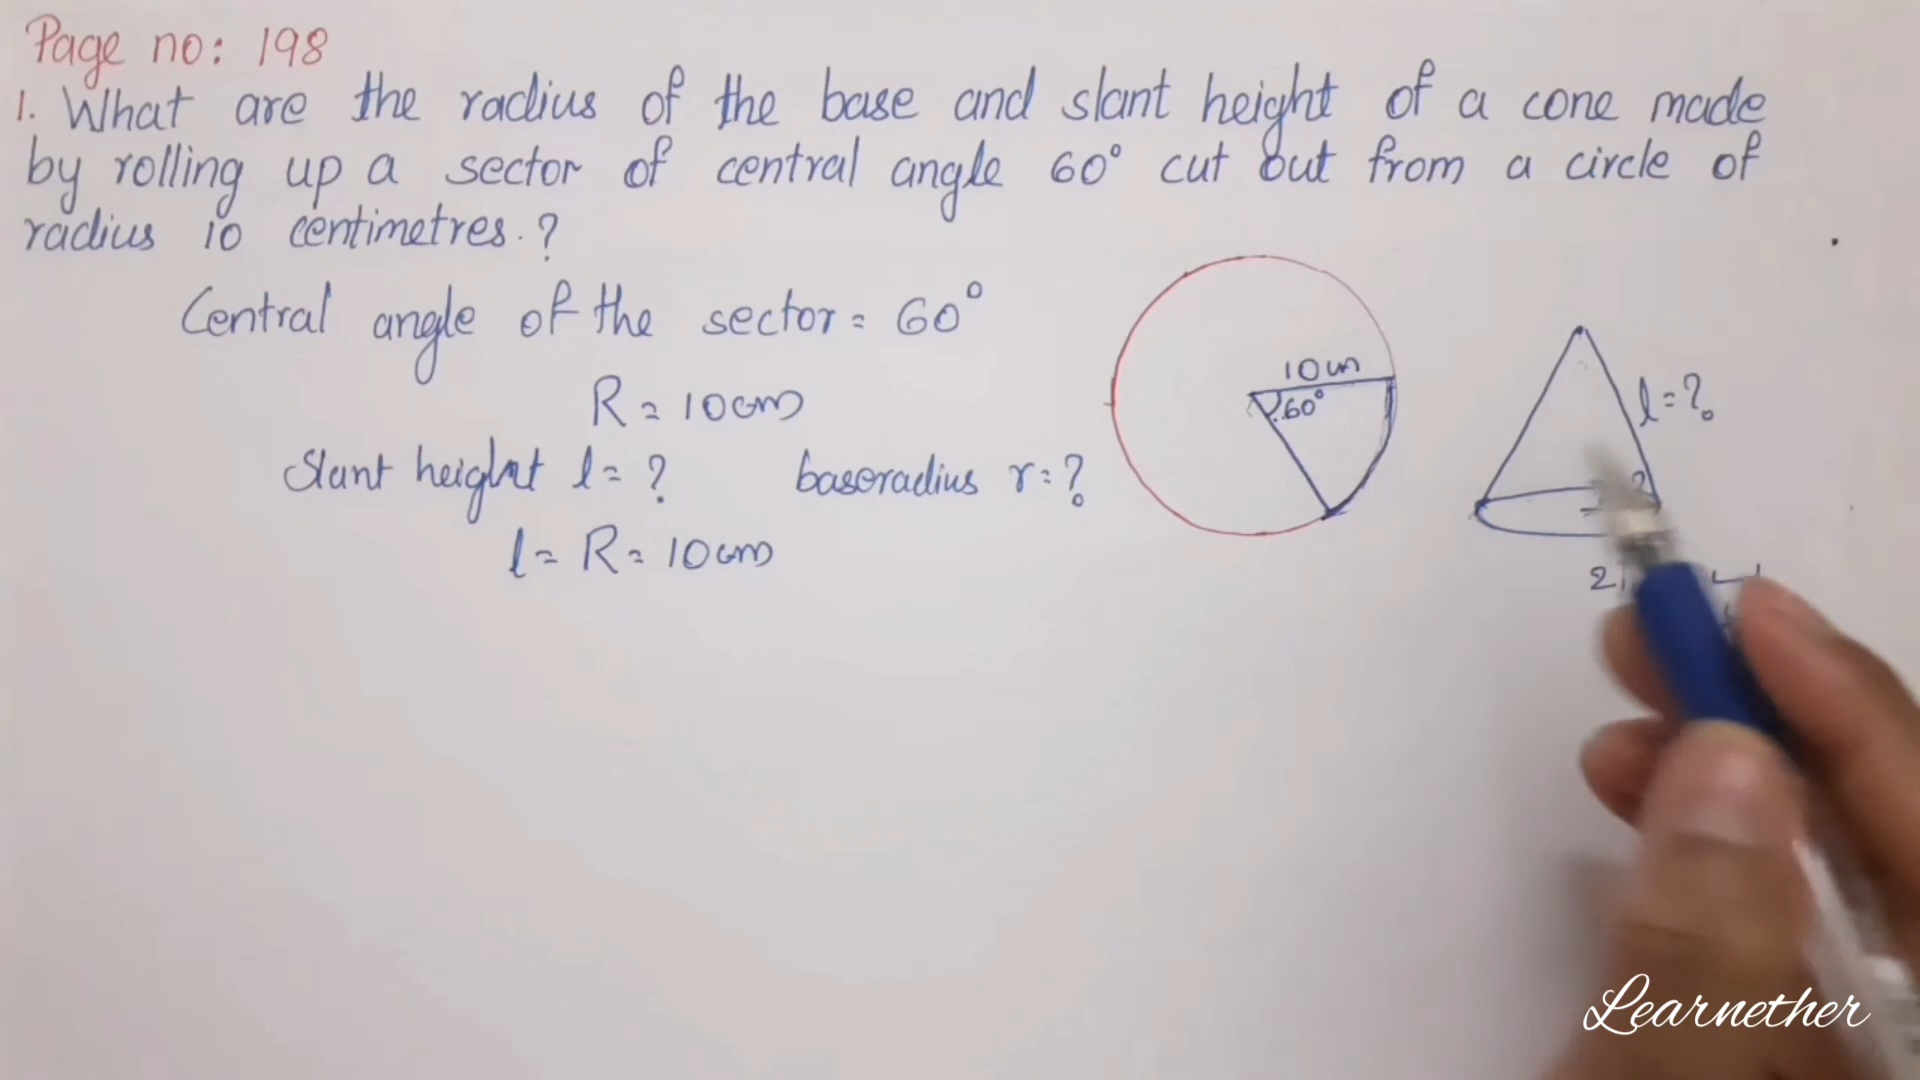 Page no: 198
1. What are the radius of the base and slant height of a cone made
by rolling up a sector of central angle 60° cut out from a circle of
radius 10 centimetres.?
Central angle of the sector = 60°
R = 10cm
10cm
60°
l=?
Slant height l= ? baseradius r=?
l= R= 10cm
2
Learnether